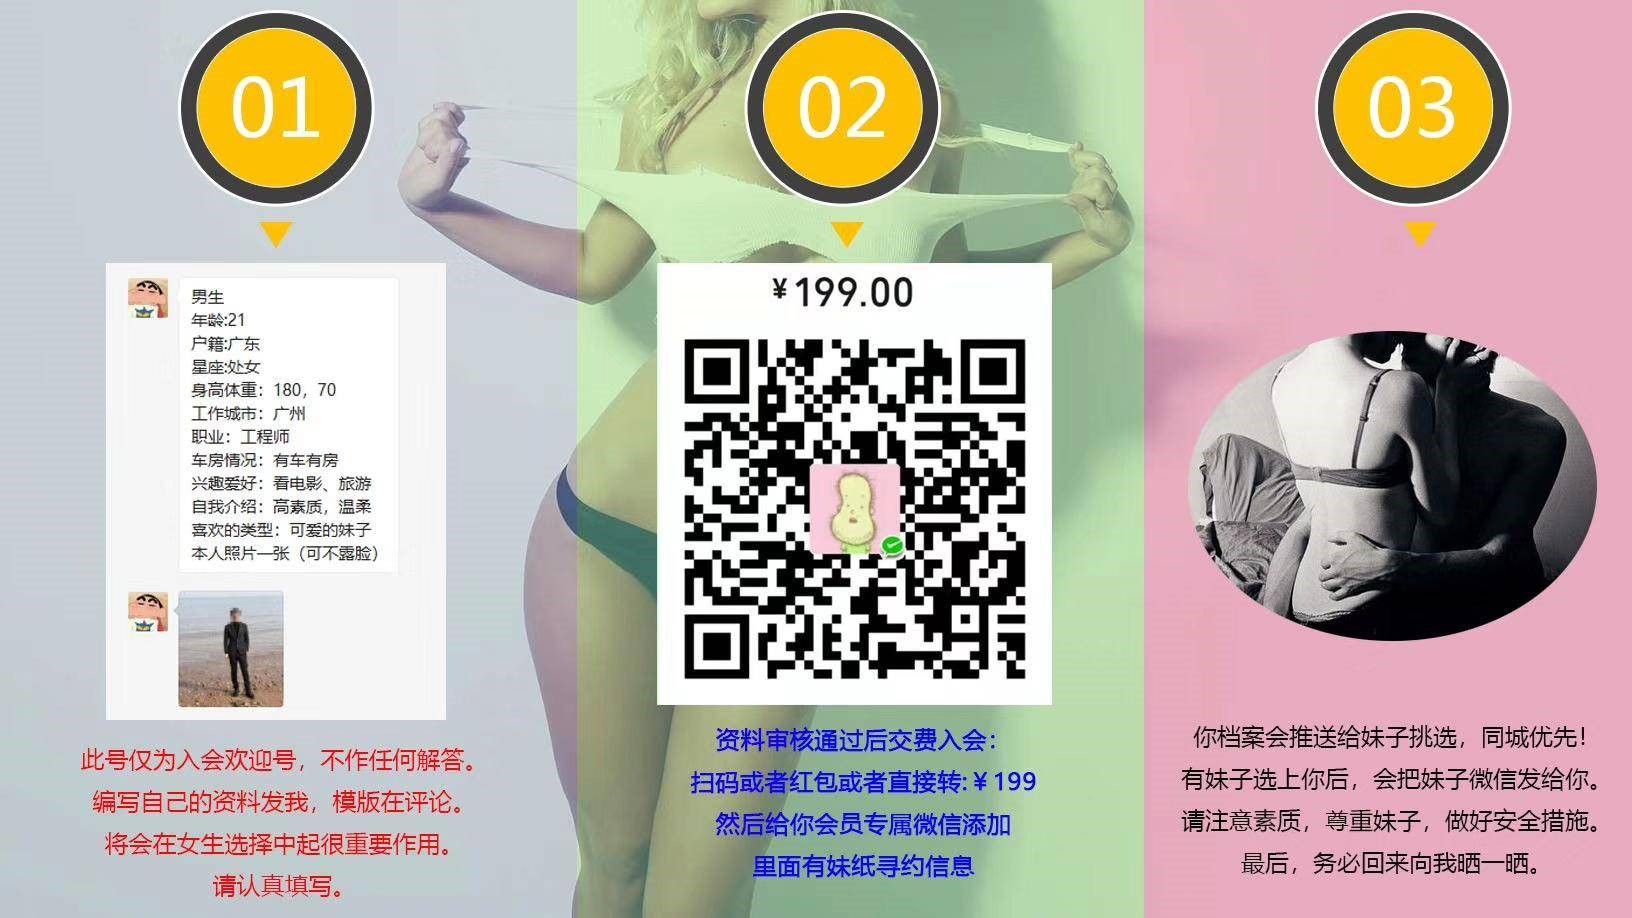 01
02
03
男生
年龄:21
户籍:广东
星座:处女
身高体重：180，70
工作城市：广州
职业：工程师
车房情况：有车有房
兴趣爱好：看电影、旅游
自我介绍：高素质，温柔
喜欢的类型：可爱的妹子
本人照片一张（可不露脸）
此号仅为入会欢迎号，不作任何解答。
编写自己的资料发我，模版在评论。
将会在女生选择中起很重要作用。
请认真填写。
¥199.00
资料审核通过后交费入会：
扫码或者红包或者直接转:￥199
然后给你会员专属微信添加
里面有妹纸寻约信息
你档案会推送给妹子挑选，同城优先！
有妹子选上你后，会把妹子微信发给你。
请注意素质，尊重妹子，做好安全措施。
最后，务必回来向我晒一晒。